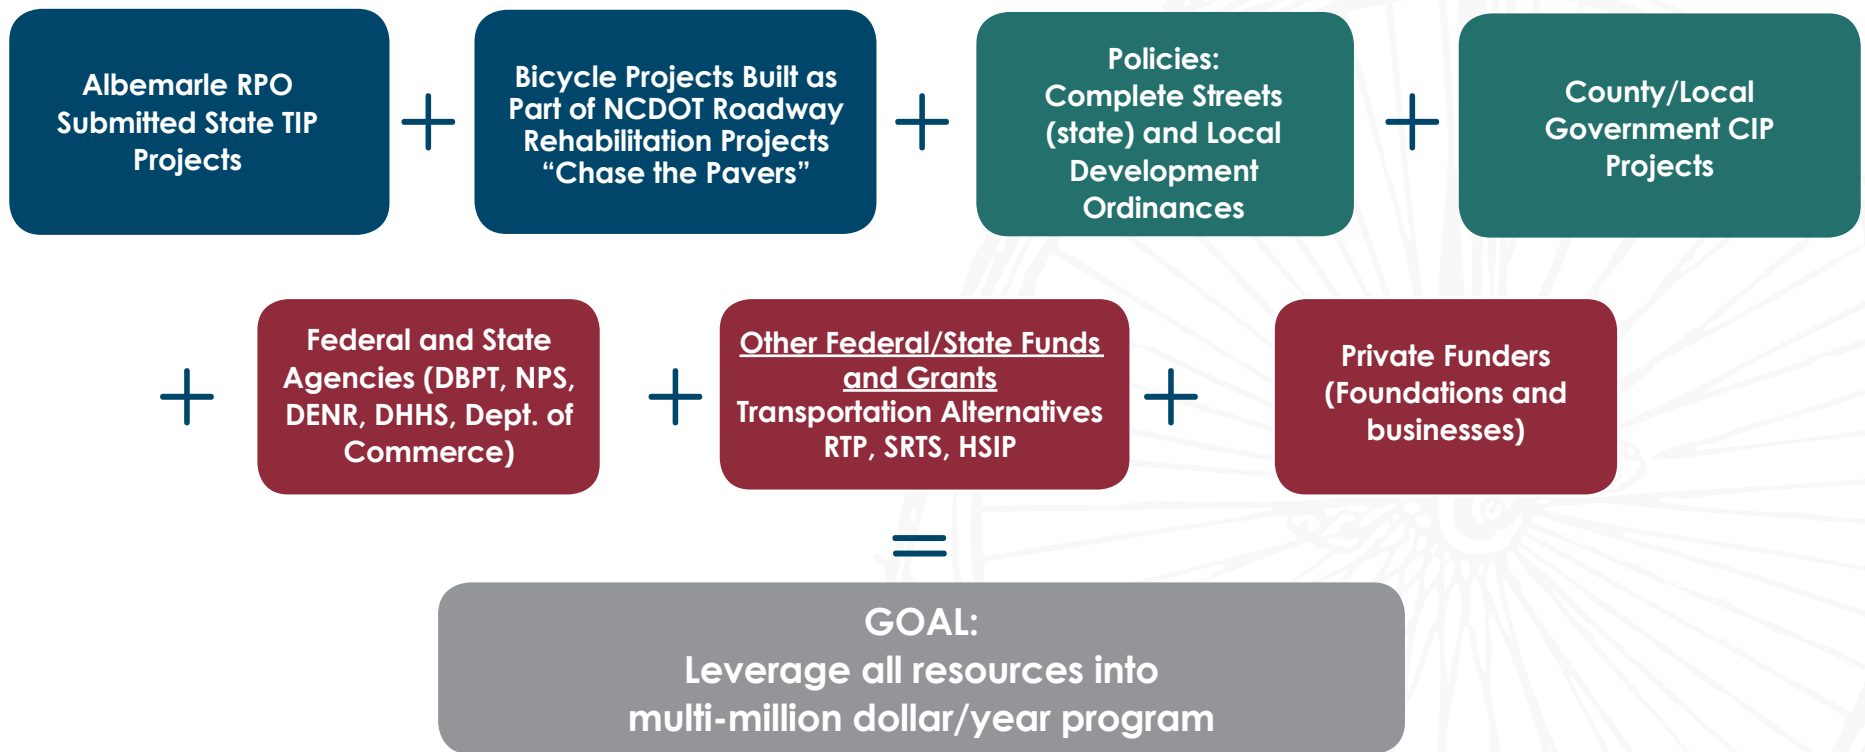 Albemarle RPO
Submitted State TIP
Projects
+
Bicycle Projects Built as
Part of NCDOT Roadway
Rehabilitation Projects
“Chase the Pavers”
+
Policies:
Complete Streets
(state) and Local
Development
Ordinances
+
County/Local
Government CIP
Projects
+
Federal and State
Agencies (DBPT, NPS,
DENR, DHHS, Dept. of
Commerce)
+
Other Federal/State Funds
and Grants
Transportation Alternatives
RTP, SRTS, HSIP
+
Private Funders
(Foundations and
businesses)
=
GOAL:
Leverage all resources into
multi-million dollar/year program